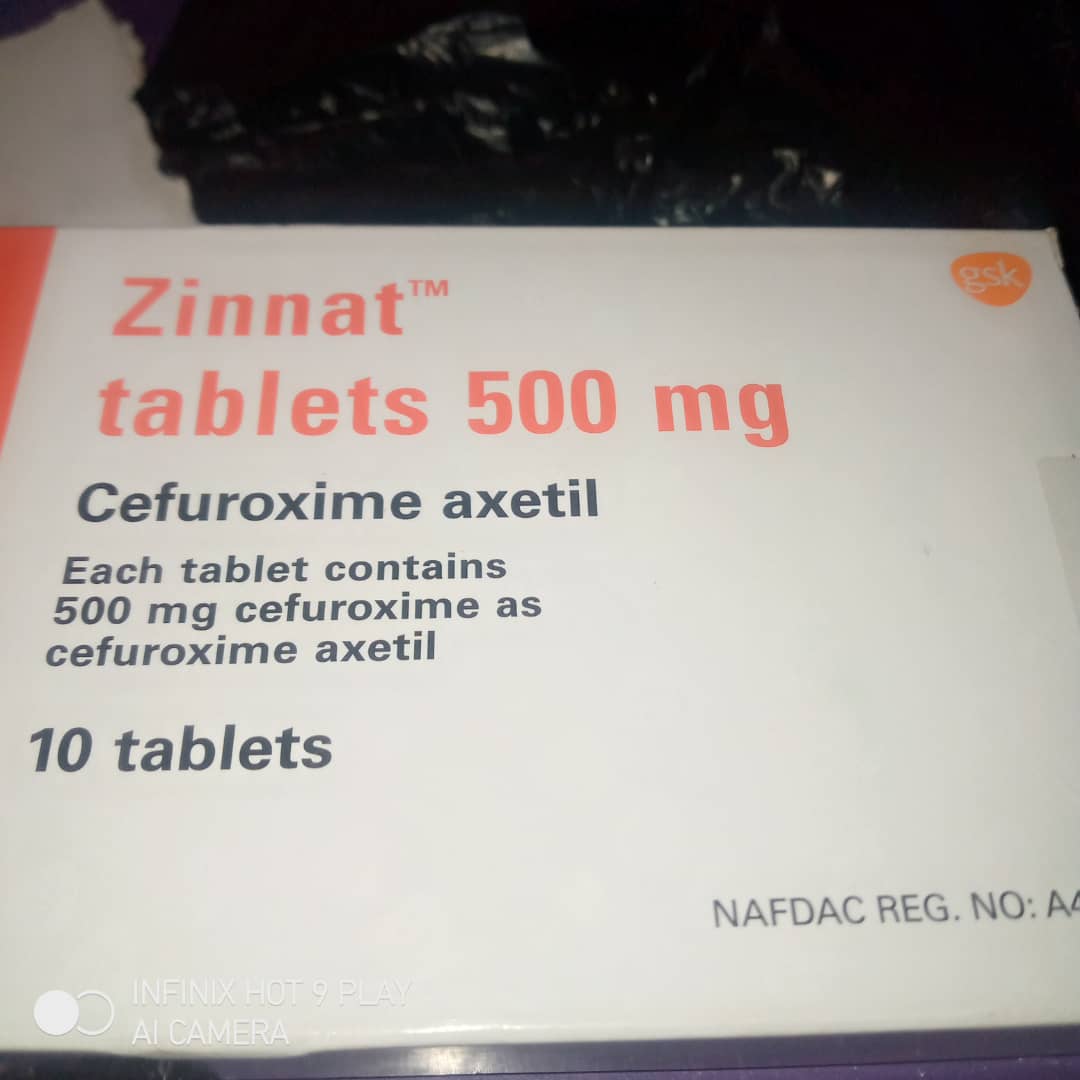 Zinnat™
gsk
tablets 500 mg
Cefuroxime axetil
Each tablet contains
500 mg cefuroxime as
cefuroxime axetil
10 tablets
NAFDAC REG. NO: A4
INFINIX HOT 9 PLAY
AI CAMERA